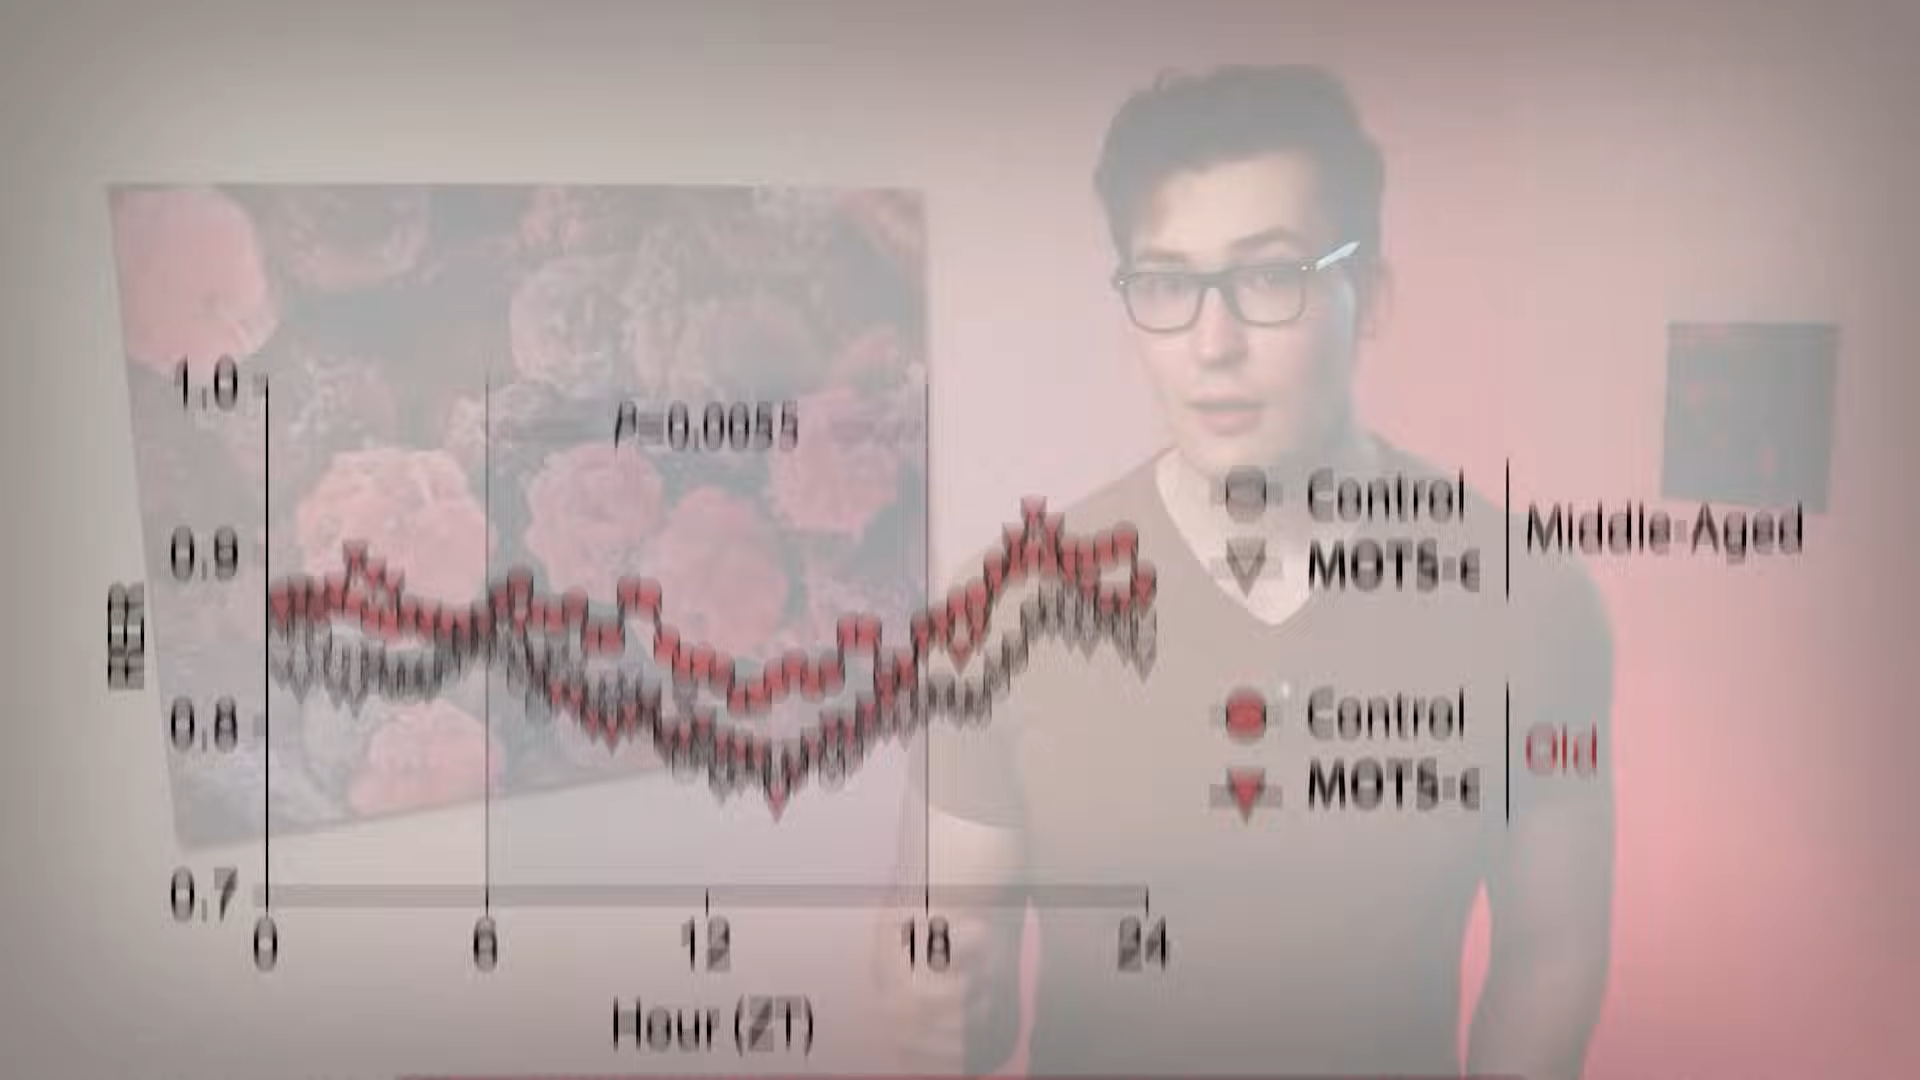 1.0
P=0.0055
0.9
0.8
0.7
0
6
12
18
24
Hour (ZT)
Control
MOTS-c
Middle-Aged
Control
MOTS-c
Old